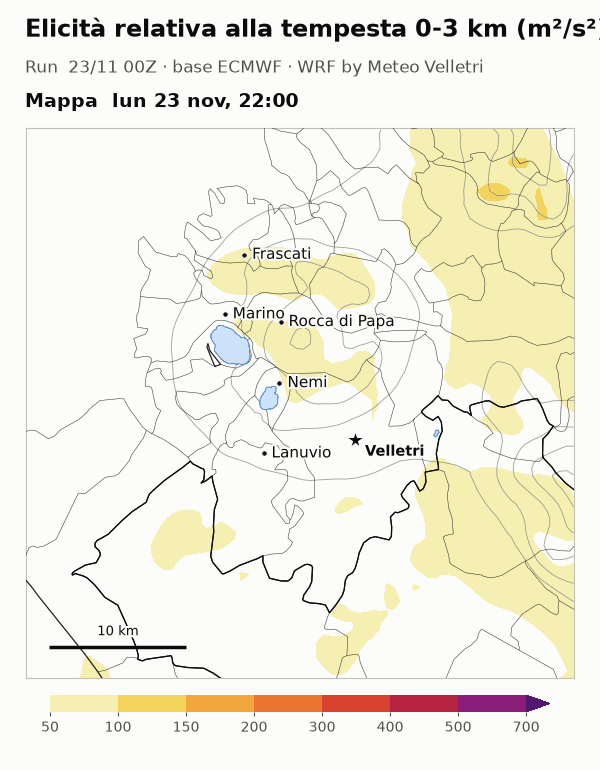 Elicità relativa alla tempesta 0-3 km (m²/s²)
Run  23/11 00Z · base ECMWF · WRF by Meteo Velletri
Mappa  lun 23 nov, 22:00
Frascati
Marino
Rocca di Papa
Nemi
Velletri
Lanuvio
10 km
50 100 150 200 300 400 500 700